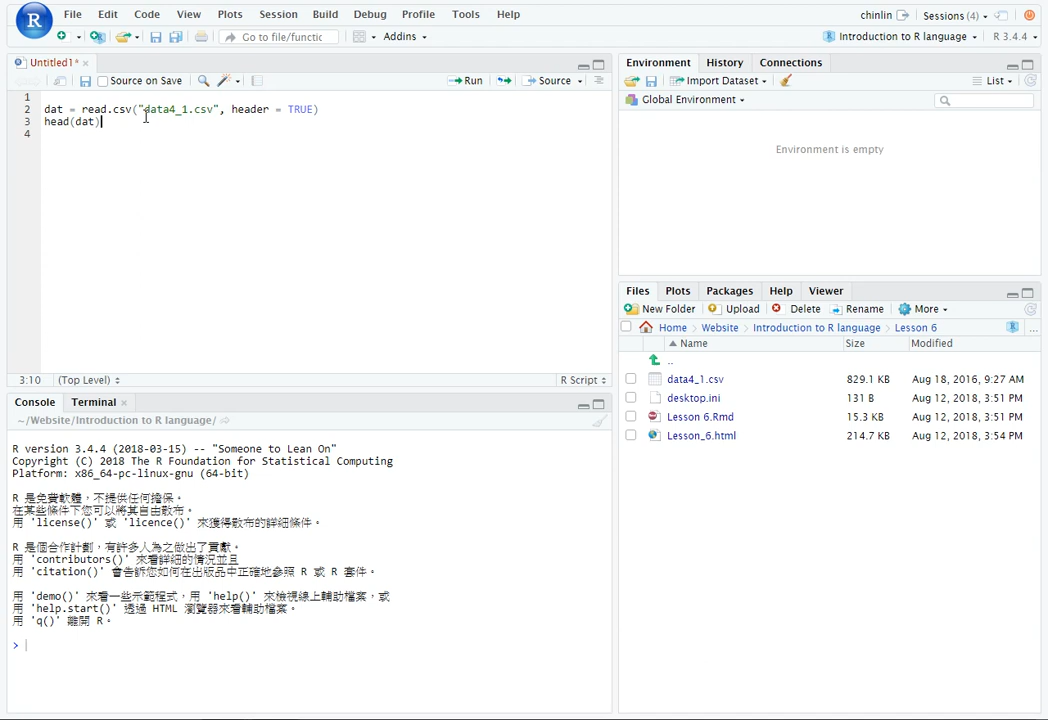 R File Edit Code View Plots Session Build Debug Profile Tools Help chinlin Sessions (4)
Go to file/functic Addins Introduction to R language R 3.4.4
Untitled1*
Source on Save Run Source
1
2 dat = read.csv("data4_1.csv", header = TRUE)
3 head(dat)
4
3:10 (Top Level) R Script
Console Terminal
~/Website/Introduction to R language/
R version 3.4.4 (2018-03-15) -- "Someone to Lean On"
Copyright (C) 2018 The R Foundation for Statistical Computing
Platform: x86_64-pc-linux-gnu (64-bit)
R 是免費軟體，不提供任何擔保。
在某些條件下您可以將其自由散布。
用 'license()' 或 'licence()' 來獲得散布的詳細條件。
R 是個合作計劃，有許多人為之做出了貢獻。
用 'contributors()' 來看詳細的情況並且
用 'citation()' 會告訴您如何在出版品中正確地參照 R 或 R 套件。
用 'demo()' 來看一些示範程式，用 'help()' 來檢視線上輔助檔案，或
用 'help.start()' 透過 HTML 瀏覽器來看輔助檔案。
用 'q()' 離開 R。
>
Environment History Connections
Import Dataset List
Global Environment
Environment is empty
Files Plots Packages Help Viewer
New Folder Upload Delete Rename More
Home Website Introduction to R language Lesson 6 R ...
Name Size Modified
..
data4_1.csv 829.1 KB Aug 18, 2016, 9:27 AM
desktop.ini 131 B Aug 12, 2018, 3:51 PM
Lesson 6.Rmd 15.3 KB Aug 12, 2018, 3:51 PM
Lesson_6.html 214.7 KB Aug 12, 2018, 3:54 PM